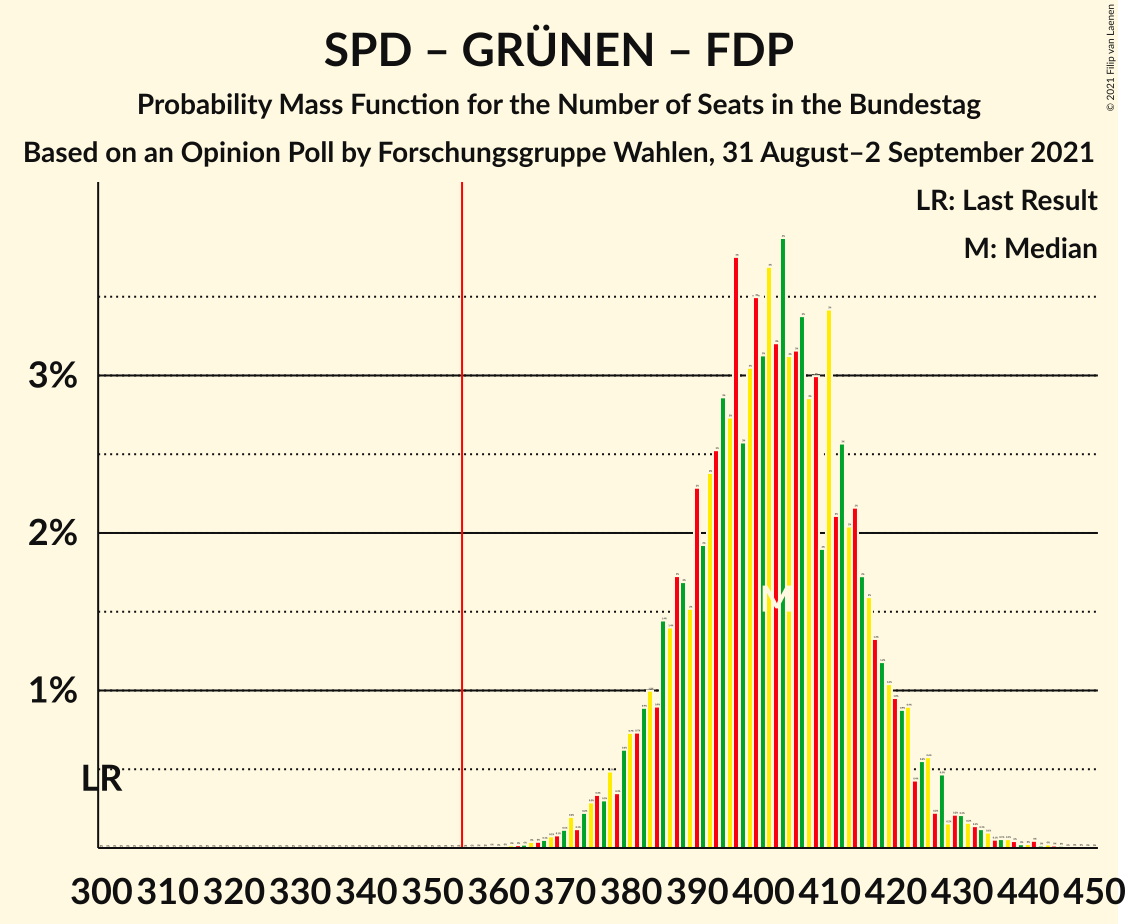 SPD – GRÜNEN – FDP
Probability Mass Function for the Number of Seats in the Bundestag
Based on an Opinion Poll by Forschungsgruppe Wahlen, 31 August–2 September 2021
© 2021 Filip van Laenen
LR: Last Result
M: Median
3%
2%
1%
M
LR
300 310 320 330 340 350 360 370 380 390 400 410 420 430 440 450